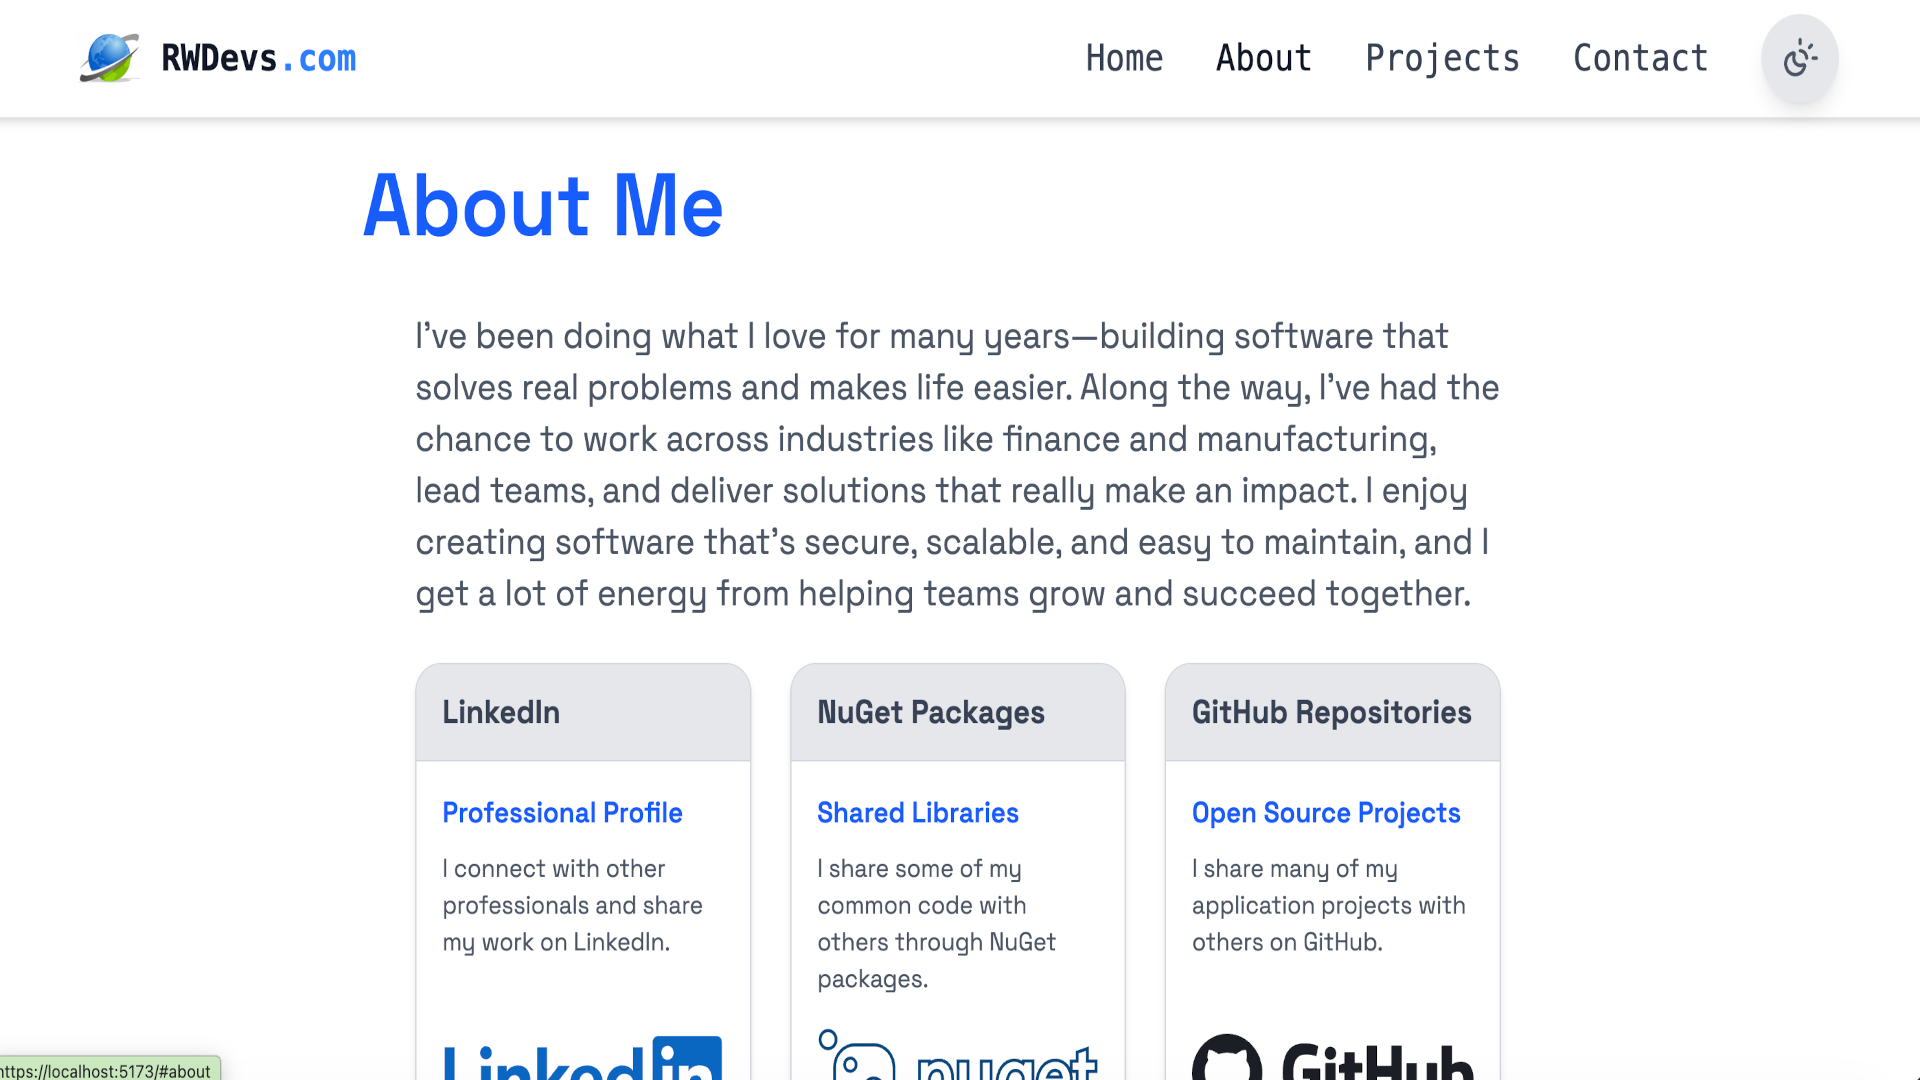 RWDevs.com
Home About Projects Contact
About Me
I’ve been doing what I love for many years—building software that
solves real problems and makes life easier. Along the way, I’ve had the
chance to work across industries like finance and manufacturing,
lead teams, and deliver solutions that really make an impact. I enjoy
creating software that’s secure, scalable, and easy to maintain, and I
get a lot of energy from helping teams grow and succeed together.
LinkedIn
Professional Profile
I connect with other
professionals and share
my work on LinkedIn.
LinkedIn
NuGet Packages
Shared Libraries
I share some of my
common code with
others through NuGet
packages.
nuget
GitHub Repositories
Open Source Projects
I share many of my
application projects with
others on GitHub.
GitHub
https://localhost:5173/#about